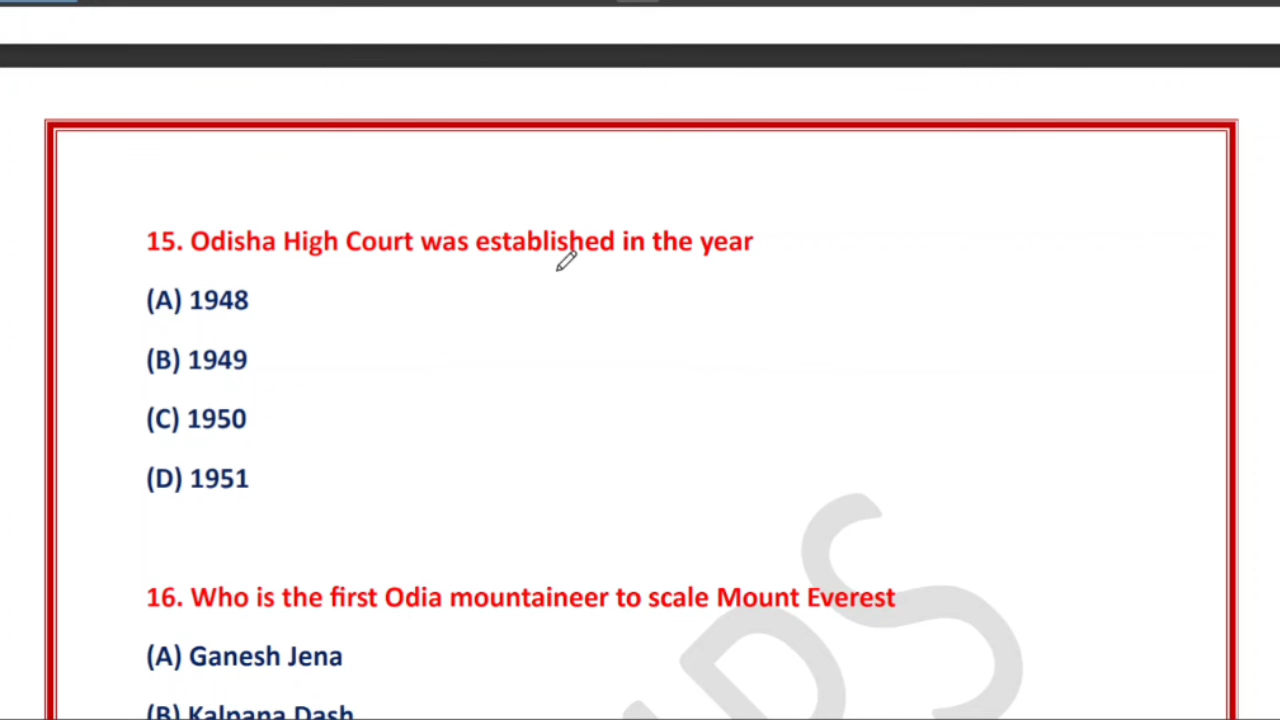 15. Odisha High Court was established in the year
(A) 1948
(B) 1949
(C) 1950
(D) 1951
16. Who is the first Odia mountaineer to scale Mount Everest
(A) Ganesh Jena
(B) Kalpana Dash